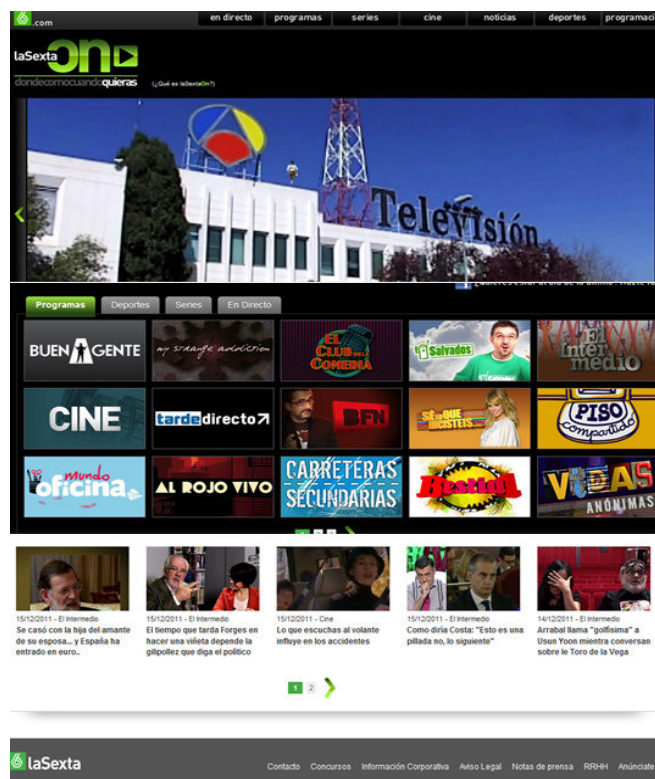 6 .com
en directo programas series cine noticias deportes programaci
laSexta On
dondecomocuandoquieras
(¿Qué es laSextaOn?)
Televisión
Programas Deportes Series En Directo
BUEN AGENTE
my strange addiction
EL CLUB DE LA COMEDIA
Salvados
El Intermedio
CINE
tardedirecto
BFN
SÉ LO QUE HICISTEIS
PISO compartido
mundo oficina
AL ROJO VIVO
CARRETERAS SECUNDARIAS
Bestial
VIDAS ANÓNIMAS
1 2 3
15/12/2011 - El Intermedio
Se casó con la hija del amante
de su esposa... y España ha
entrado en euro..
15/12/2011 - El Intermedio
El tiempo que tarda Forges en
hacer una viñeta depende la
gilipollez que diga el político
15/12/2011 - Cine
Lo que escuchas al volante
influye en los accidentes
15/12/2011 - El Intermedio
Como diría Costa: "Esto es una
pillada no, lo siguiente"
14/12/2011 - El Intermedio
Arrabal llama "golfísima" a
Usun Yoon mientra conversan
sobre le Toro de la Vega
1 2
6 laSexta
Contacto Concursos Información Corporativa Aviso Legal Notas de prensa RRHH Anúnciate